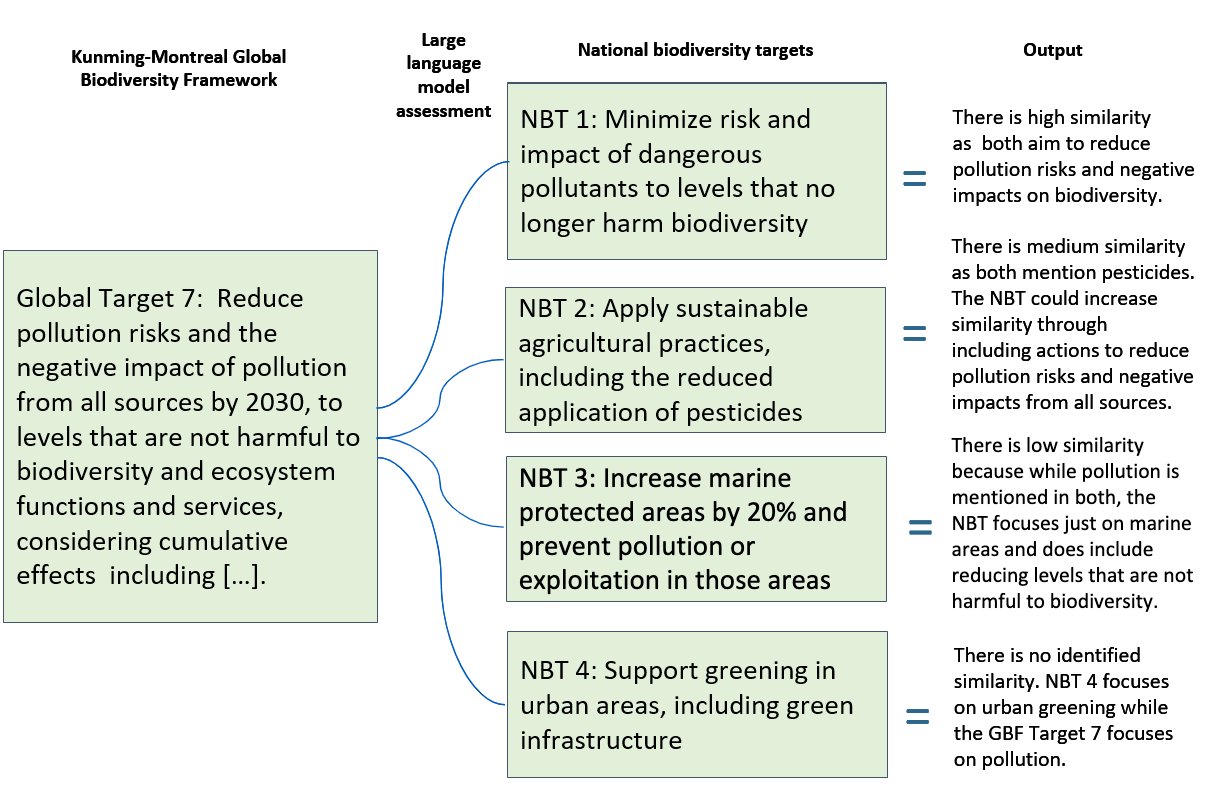 Kunming-Montreal Global
Biodiversity Framework
Large
language
model
assessment
National biodiversity targets
Output
Global Target 7:  Reduce
pollution risks and the
negative impact of pollution
from all sources by 2030, to
levels that are not harmful to
biodiversity and ecosystem
functions and services,
considering cumulative
effects  including [...].
NBT 1: Minimize risk and
impact of dangerous
pollutants to levels that no
longer harm biodiversity
=
There is high similarity
as  both aim to reduce
pollution risks and negative
impacts on biodiversity.
NBT 2: Apply sustainable
agricultural practices,
including the reduced
application of pesticides
=
There is medium similarity
as both mention pesticides.
The NBT could increase
similarity through
including actions to reduce
pollution risks and negative
impacts from all sources.
NBT 3: Increase marine
protected areas by 20% and
prevent pollution or
exploitation in those areas
=
There is low similarity
because while pollution is
mentioned in both, the
NBT focuses just on marine
areas and does include
reducing levels that are not
harmful to biodiversity.
NBT 4: Support greening in
urban areas, including green
infrastructure
=
There is no identified
similarity. NBT 4 focuses
on urban greening while
the GBF Target 7 focuses
on pollution.